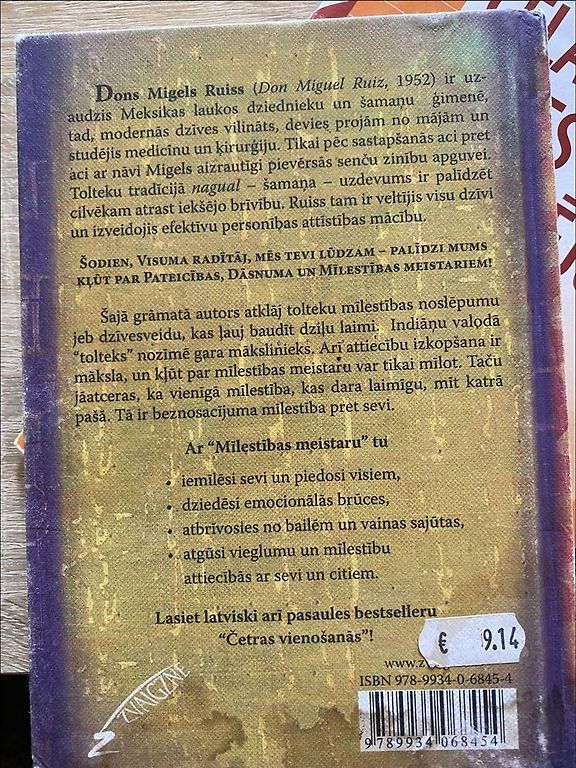 Dons Migels Ruiss (Don Miguel Ruiz, 1952) ir uz-
audzis Meksikas laukos dziednieku un šamaņu ģimenē,
tad, modernās dzīves vilināts, devies projām no mājām un
studējis medicīnu un ķirurģiju. Tikai pēc sastapšanās aci pret
aci ar nāvi Migels aizrautīgi pievērsās senču zinību apguvei.
Tolteku tradīcijā nagual – šamaņa – uzdevums ir palīdzēt
cilvēkam atrast iekšējo brīvību. Ruiss tam ir veltījis visu dzīvi
un izveidojis efektīvu personības attīstības mācību.
Šodien, Visuma radītāj, mēs tevi lūdzam – palīdzi mums
kļūt par Pateicības, Dāsnuma un Mīlestības meistariem!
Šajā grāmatā autors atklāj tolteku mīlestības noslēpumu
jeb dzīvesveidu, kas ļauj baudīt dziļu laimi. Indiāņu valodā
“tolteks” nozīmē gara mākslinieks. Arī attiecību izkopšana ir
māksla, un kļūt par mīlestības meistaru var tikai mīlot. Taču
jāatceras, ka vienīgā mīlestība, kas dara laimīgu, mīt katrā
pašā. Tā ir beznosacījuma mīlestība pret sevi.
Ar “Mīlestības meistaru” tu
• iemīlēsi sevi un piedosi visiem,
• dziedēsi emocionālās brūces,
• atbrīvosies no bailēm un vainas sajūtas,
• atgūsi vieglumu un mīlestību
attiecībās ar sevi un citiem.
Lasiet latviski arī pasaules bestselleru
“Četras vienošanās”!
€ 9.14
www.z
ISBN 978-9934-0-6845-4
ZVAIGZNE
9 789934 068454